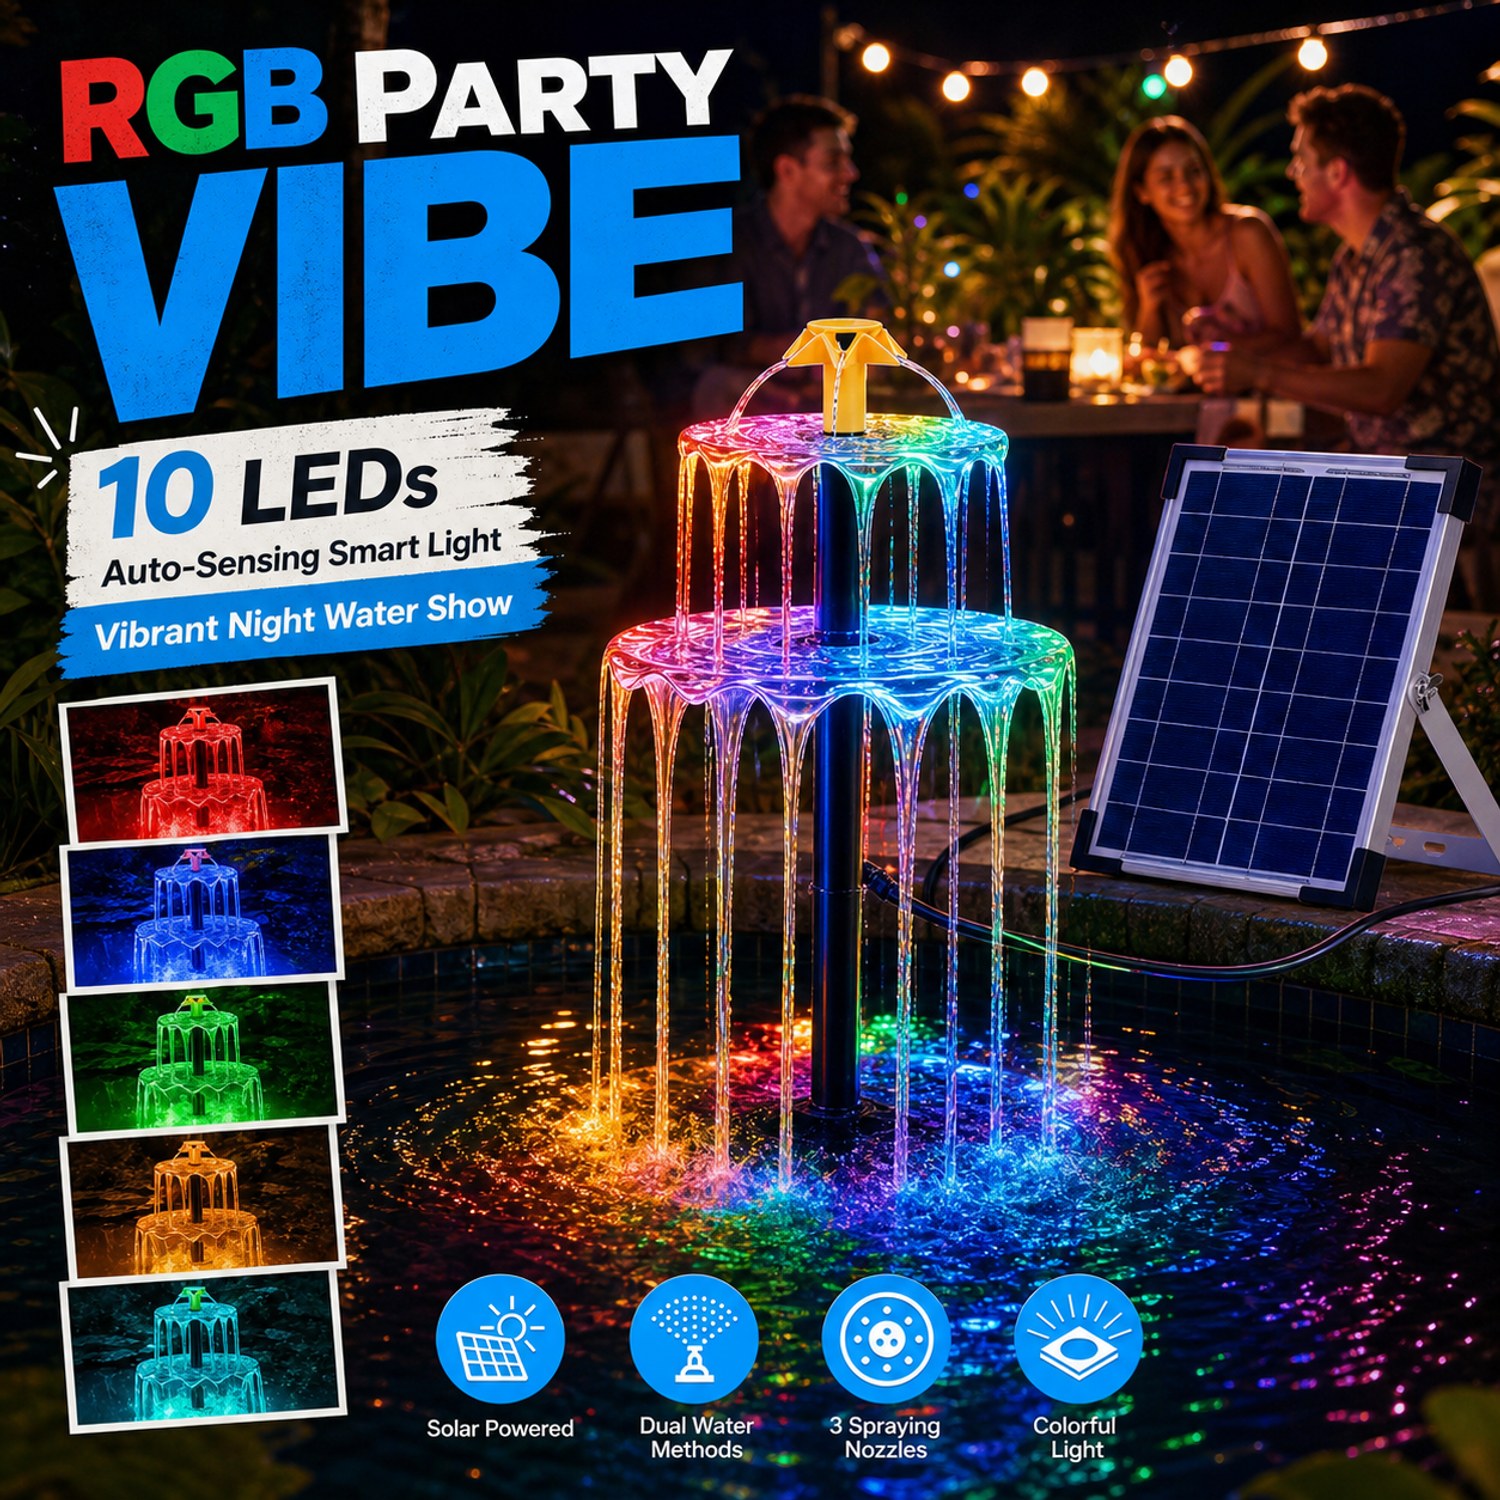 RGB PARTY
VIBE
10 LEDs
Auto-Sensing Smart Light
Vibrant Night Water Show
Solar Powered
Dual Water
Methods
3 Spraying
Nozzles
Colorful
Light